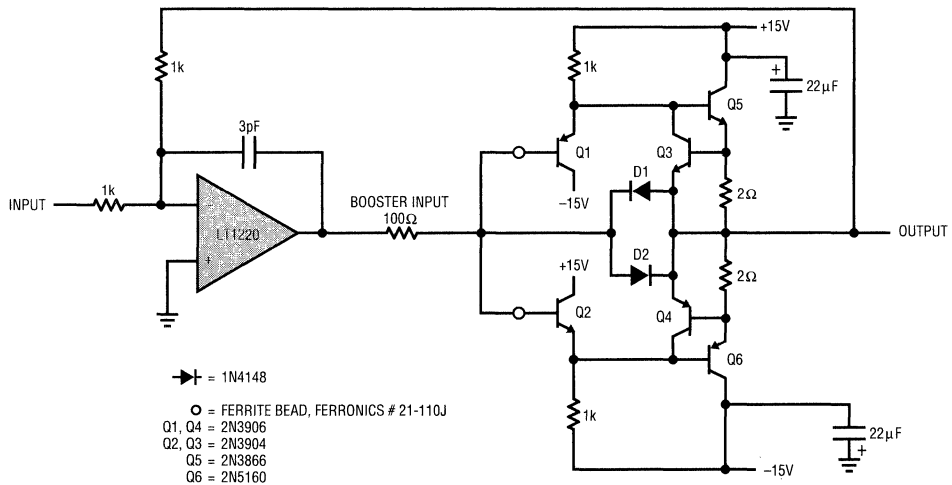 +15V
1k
1k
+
22µF
Q5
3pF
Q1
Q3
D1
–15V
2Ω
1k
BOOSTER INPUT
INPUT
–
100Ω
OUTPUT
LT1220
D2
+15V
2Ω
+
Q2
Q4
Q6
= 1N4148
= FERRITE BEAD, FERRONICS # 21-110J
1k
Q1, Q4 = 2N3906
22µF
Q2, Q3 = 2N3904
+
Q5 = 2N3866
–15V
Q6 = 2N5160